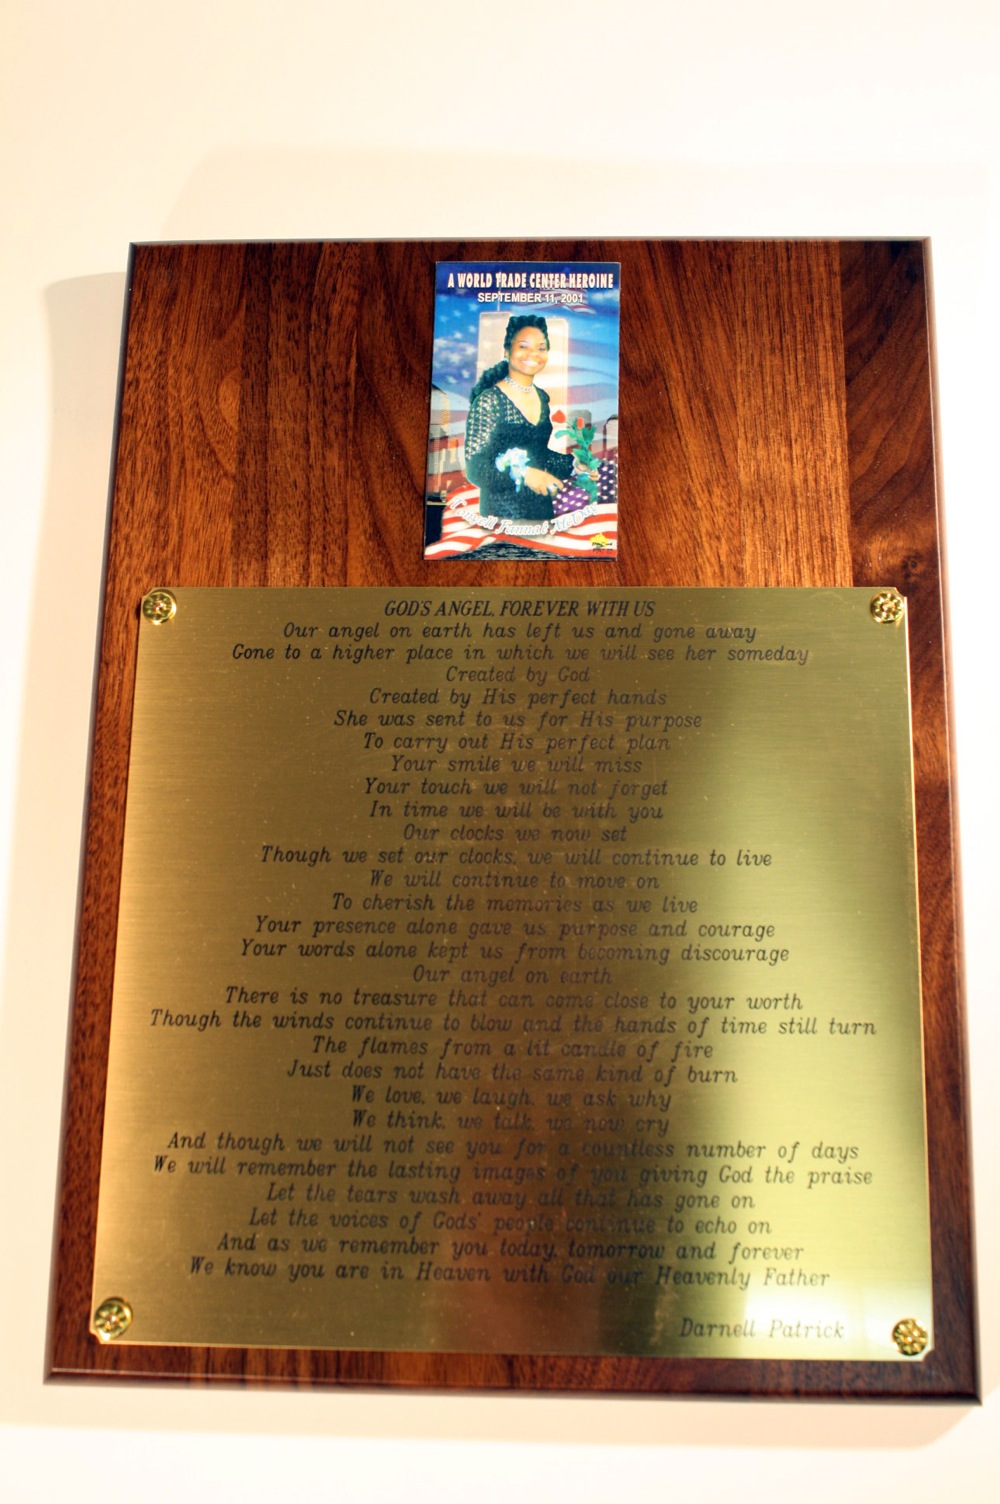 A WORLD TRADE CENTER HEROINE
SEPTEMBER 11, 2001
Tonyell Fennal McDay
GOD'S ANGEL, FOREVER WITH US
Our angel on earth has left us and gone away
Gone to a higher place in which we will see her someday
Created by God
Created by His perfect hands
She was sent to us for His purpose
To carry out His perfect plan
Your smile we will miss
Your touch we will not forget
In time we will be with you
Our clocks we now set
Though we set our clocks, we will continue to live
We will continue to move on
To cherish the memories as we live
Your presence alone gave us purpose and courage
Your words alone kept us from becoming discourage
Our angel on earth
There is no treasure that can come close to your worth
Though the winds continue to blow and the hands of time still turn
The flames from a lit candle of fire
Just does not have the same kind of burn
We love, we laugh, we ask why
We think, we talk, we now cry
And though we will not see you for a countless number of days
We will remember the lasting images of you giving God the praise
Let the tears wash away all that has gone on
Let the voices of Gods' people continue to echo on
And as we remember you today, tomorrow and forever
We know you are in Heaven with God our Heavenly Father
Darnell Patrick